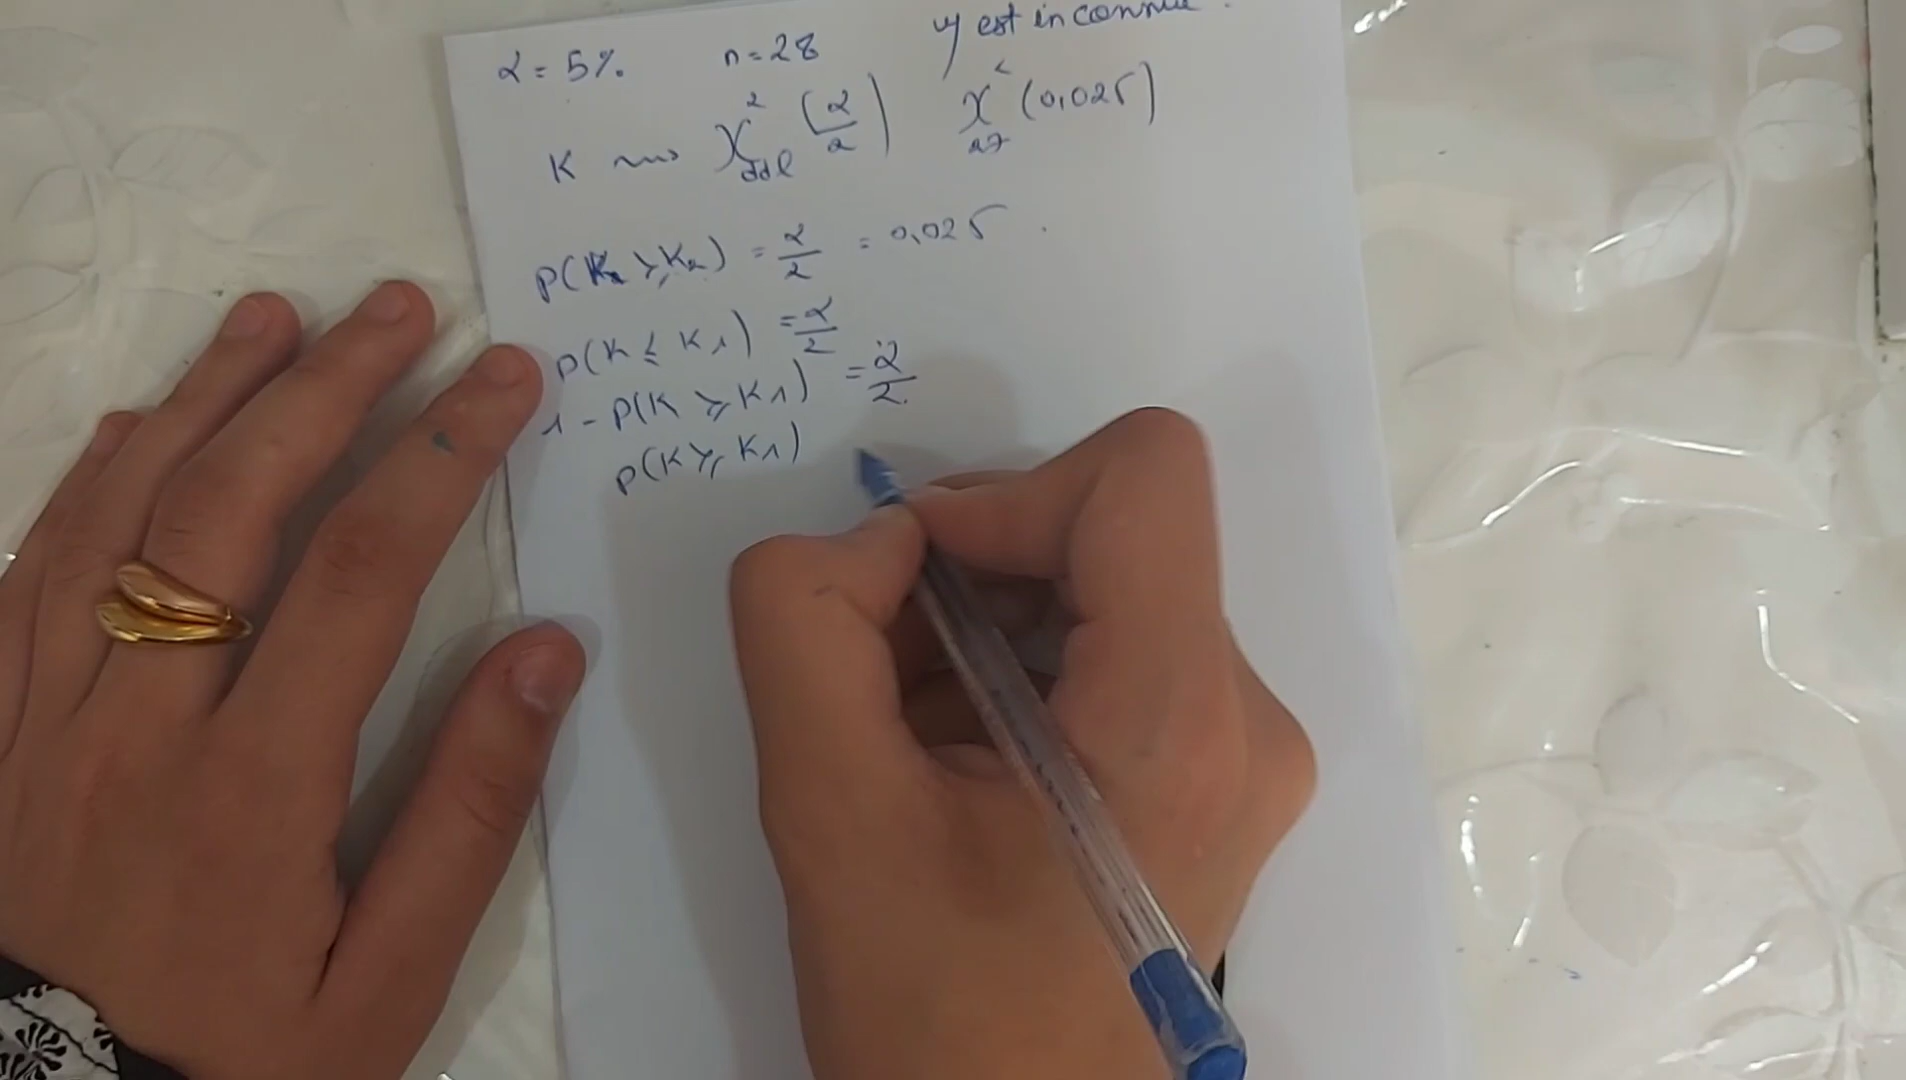 α = 5%. n = 28 est inconnue.
K ⇝ χ²ddl (α/2) χ²27 (0,025)
P(K ≥ K2) = α/2 = 0,025.
P(K ≤ K1) = α/2
1 - P(K ≥ K1) = α/2.
P(K ≥ K1)